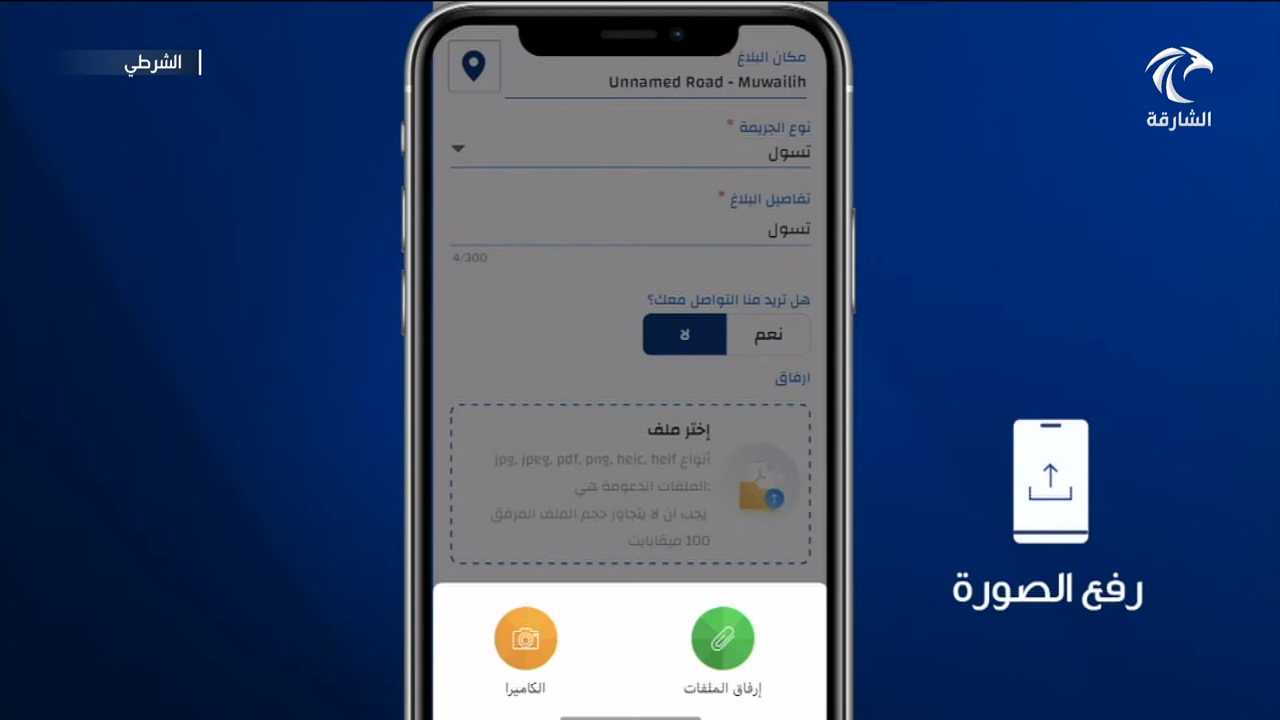 الشرطي
الشارقة
مكان البلاغ
Unnamed Road - Muwailih
نوع الجريمة *
تسول
تفاصيل البلاغ *
تسول
4/300
هل تريد منا التواصل معك؟
نعم
لا
ارفاق
إختر ملف
أنواع jpg, jpeg, pdf, png, heic, heif
:الملفات الدعومة هي
يجب ان لا يتجاوز حجم الملف المرفق
100 ميقابايت
إرفاق الملفات
الكاميرا
رفع الصورة